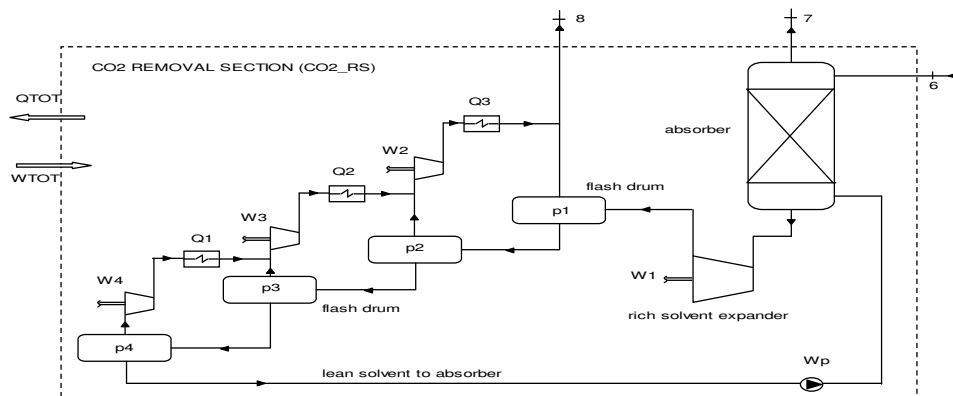 8
7
CO2 REMOVAL SECTION (CO2_RS)
6
QTOT
WTOT
Q3
absorber
W2
Q2
flash drum
p1
W3
Q1
p2
W4
p3
flash drum
W1
rich solvent expander
p4
lean solvent to absorber
Wp